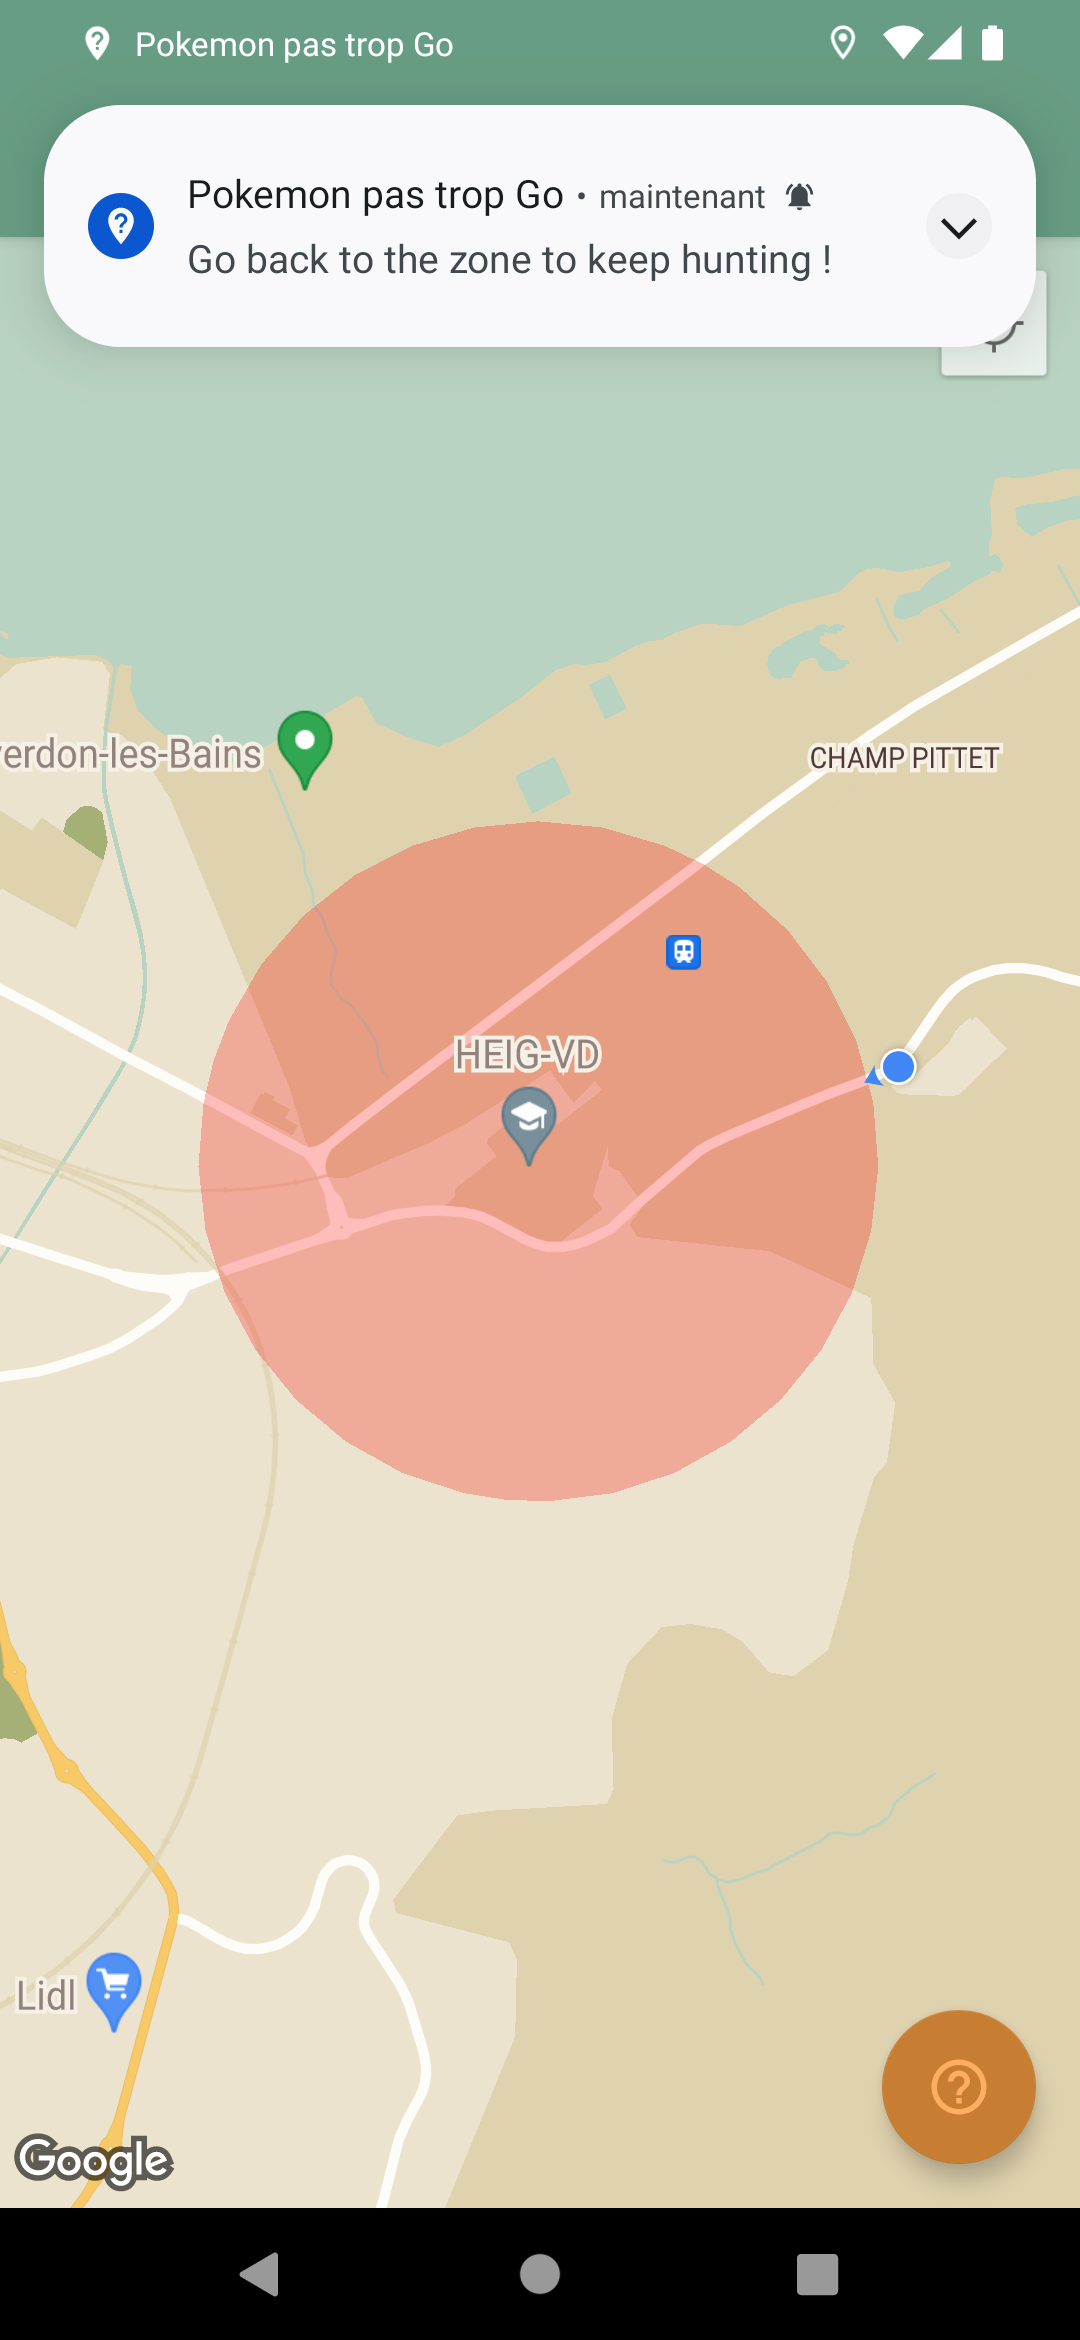 Pokemon pas trop Go
Pokemon pas trop Go • maintenant
Go back to the zone to keep hunting !
verdon-les-Bains
CHAMP PITTET
HEIG-VD
Lidl
Google